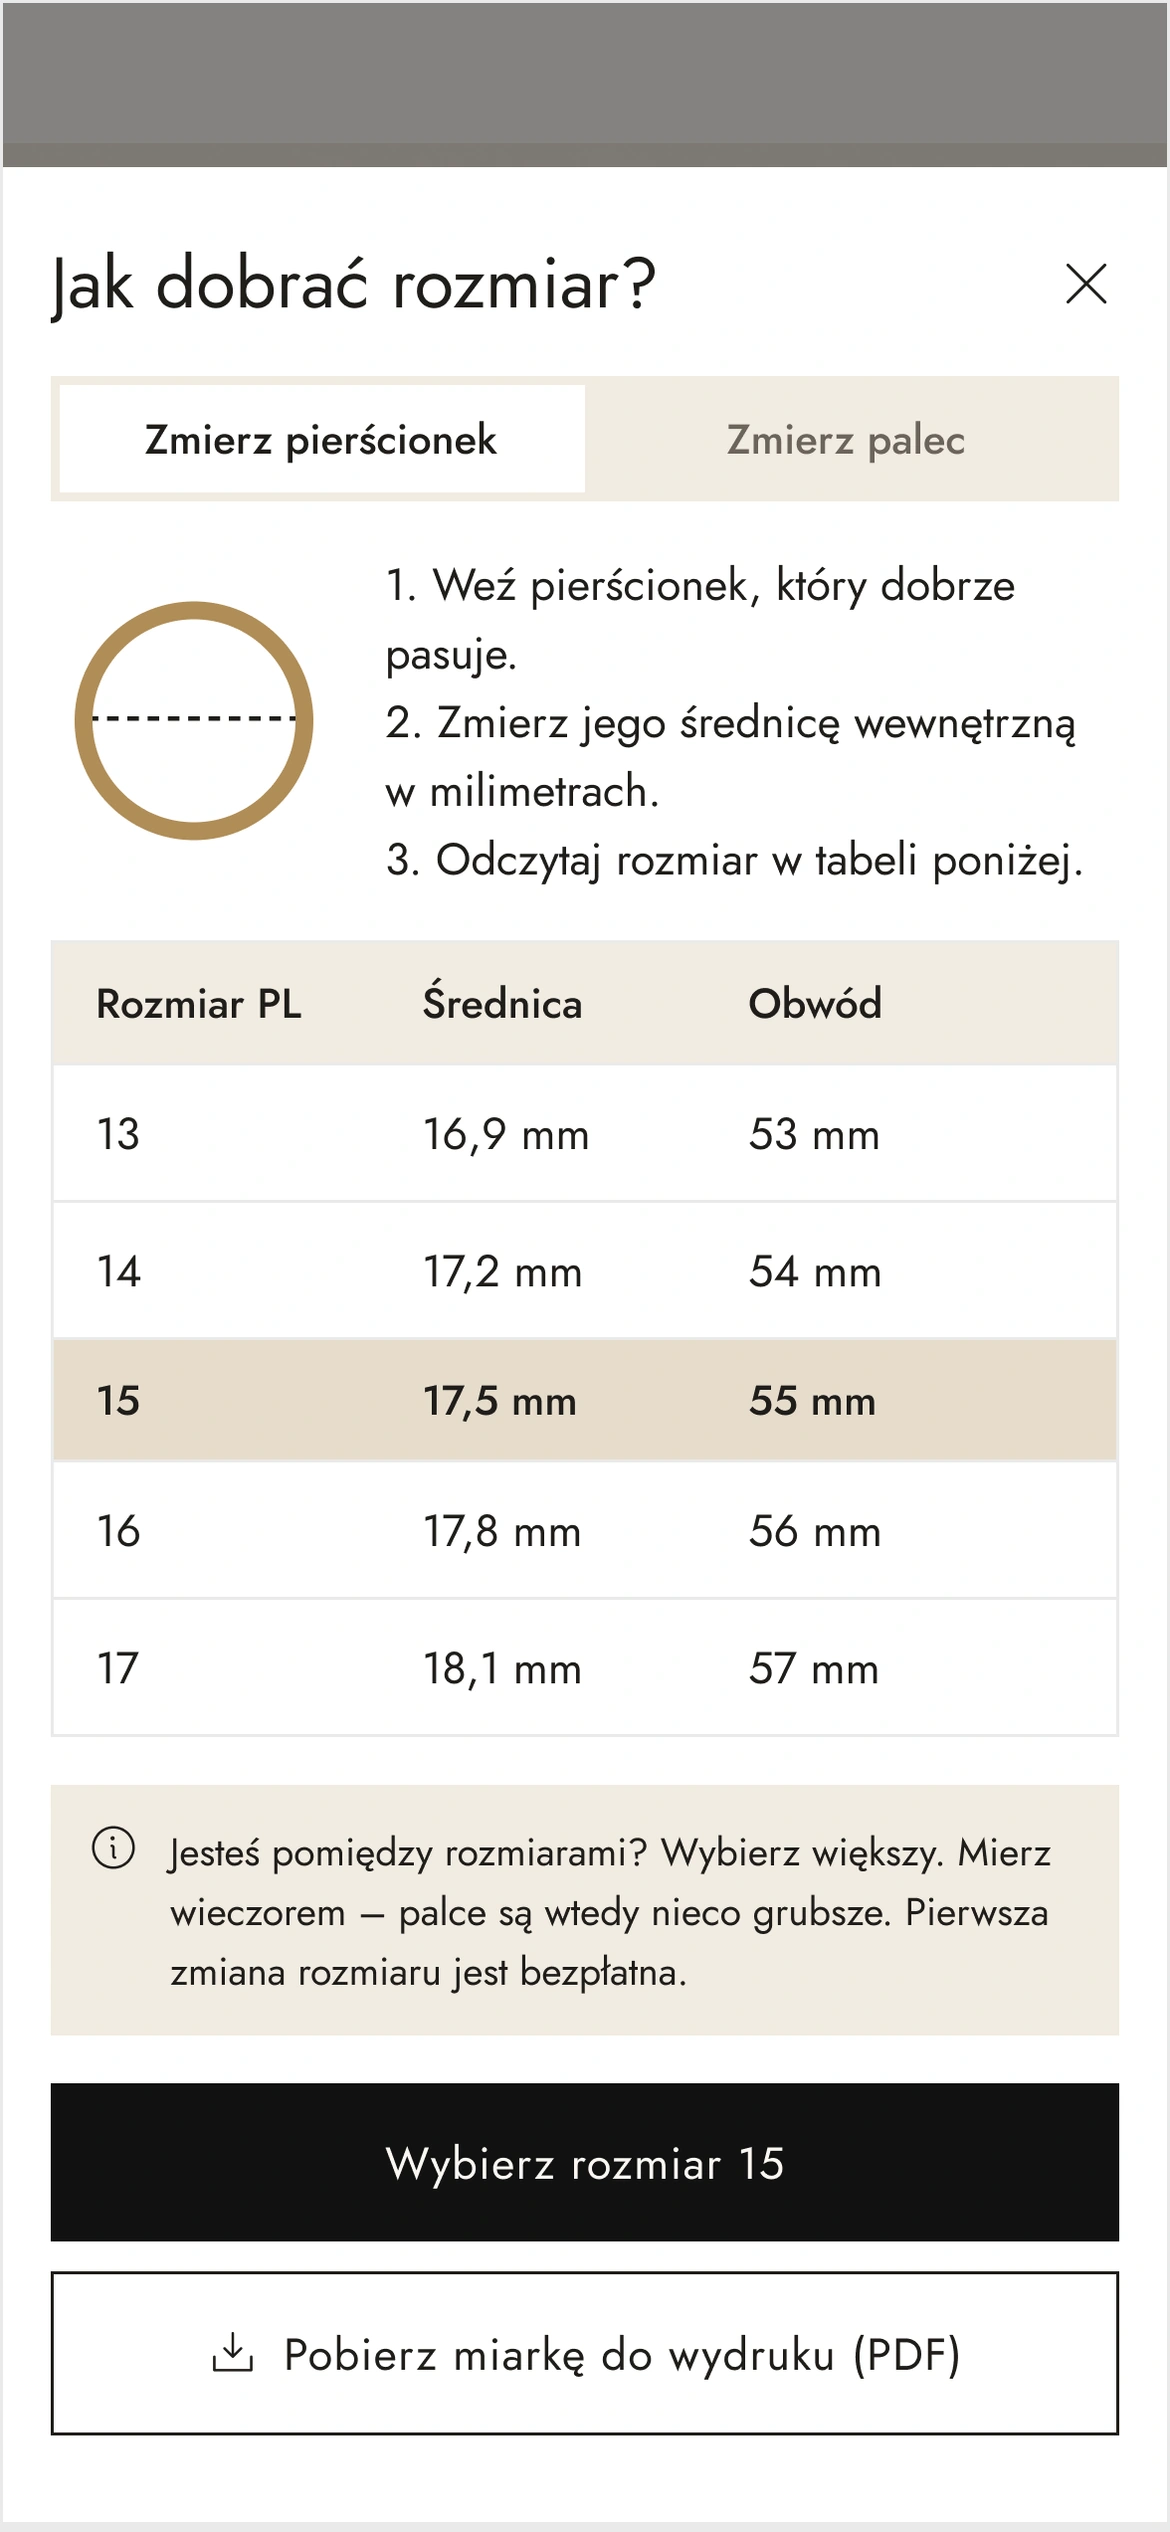 Jak dobrać rozmiar?
Zmierz pierścionek
Zmierz palec
1. Weź pierścionek, który dobrze
pasuje.
2. Zmierz jego średnicę wewnętrzną
w milimetrach.
3. Odczytaj rozmiar w tabeli poniżej.
Rozmiar PL Średnica Obwód
13 16,9 mm 53 mm
14 17,2 mm 54 mm
15 17,5 mm 55 mm
16 17,8 mm 56 mm
17 18,1 mm 57 mm
Jesteś pomiędzy rozmiarami? Wybierz większy. Mierz
wieczorem – palce są wtedy nieco grubsze. Pierwsza
zmiana rozmiaru jest bezpłatna.
Wybierz rozmiar 15
Pobierz miarkę do wydruku (PDF)